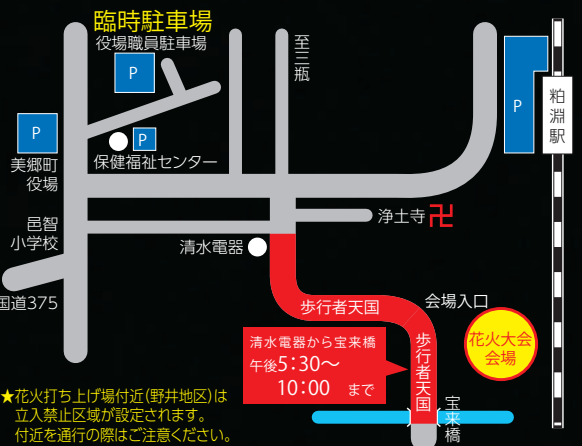 臨時駐車場
役場職員駐車場
P
至三瓶
P
粕淵駅
P
P
美郷町
役場
保健福祉センター
邑智
小学校
浄土寺
卍
清水電器
国道375
歩行者天国
会場入口
花火大会
会場
清水電器から宝来橋
午後5:30～
10:00 まで
歩行者天国
宝来橋
★花火打ち上げ場付近(野井地区)は
立入禁止区域が設定されます。
付近を通行の際はご注意ください。